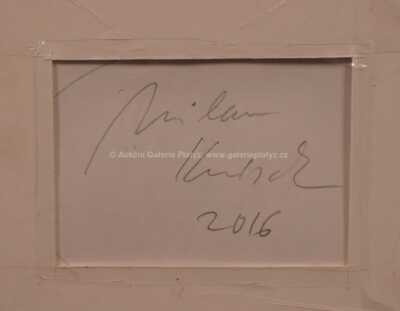 Milan
© Aukční Galerie Platýz www.galerieplatyz.cz
Kunc
2016